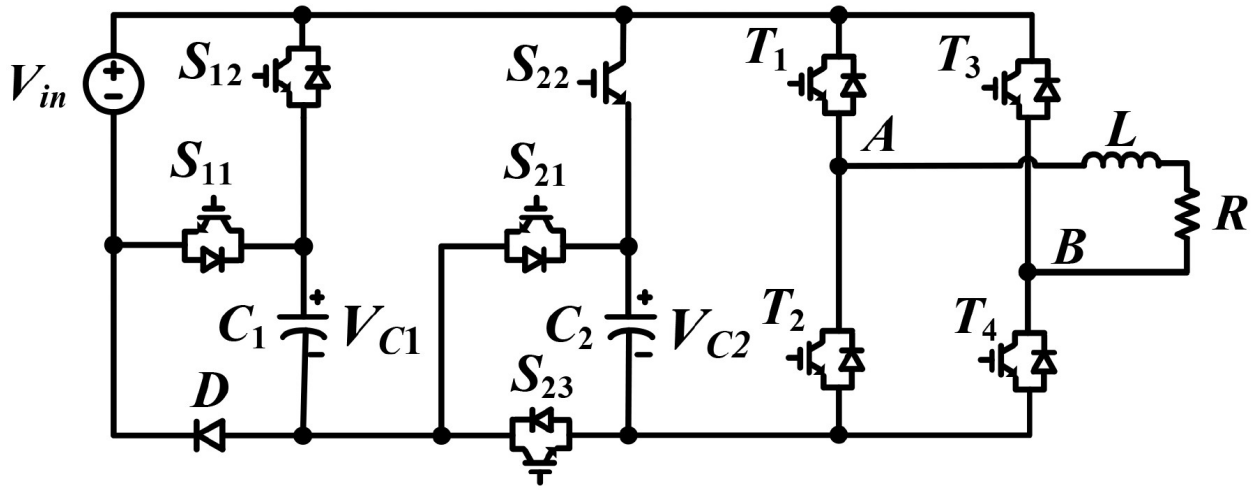 V_in
+
−
S_12
S_11
C_1
+
V_C1
−
D
S_22
S_21
C_2
+
V_C2
−
S_23
T_1
T_3
A
L
R
B
T_2
T_4